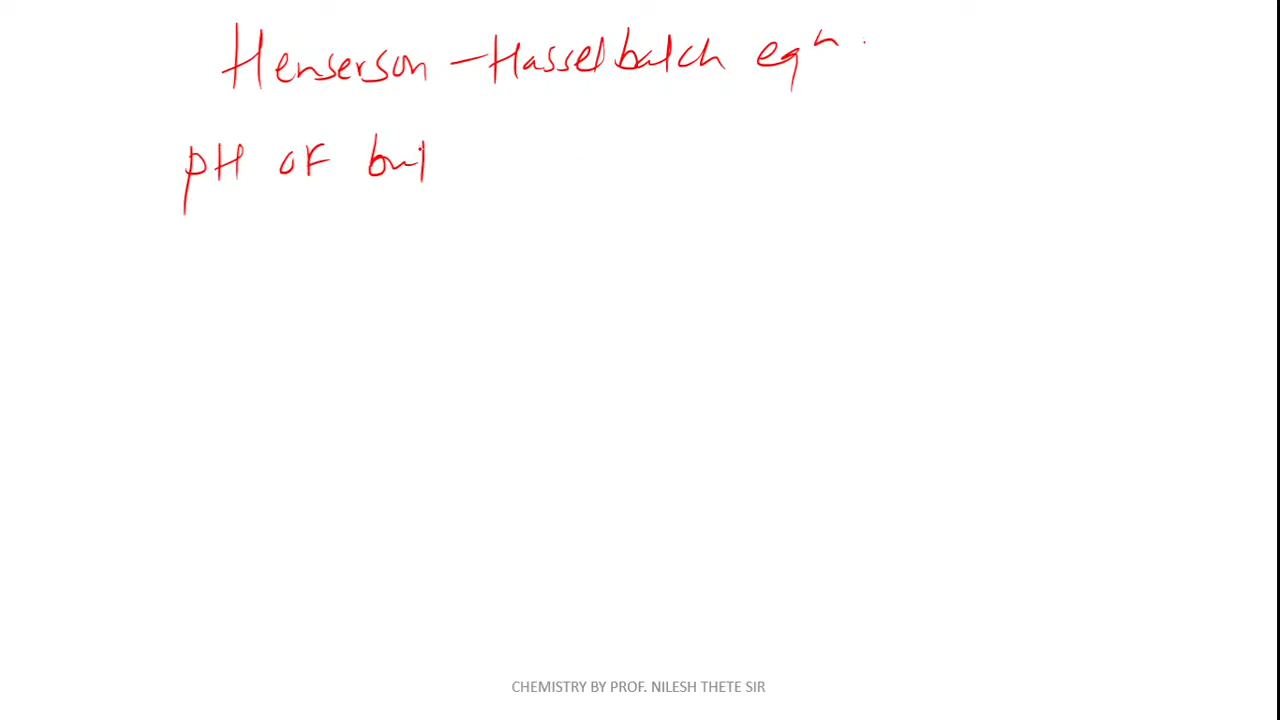 Henserson - Hasselbalch eqn.
pH of buf
CHEMISTRY BY PROF. NILESH THETE SIR